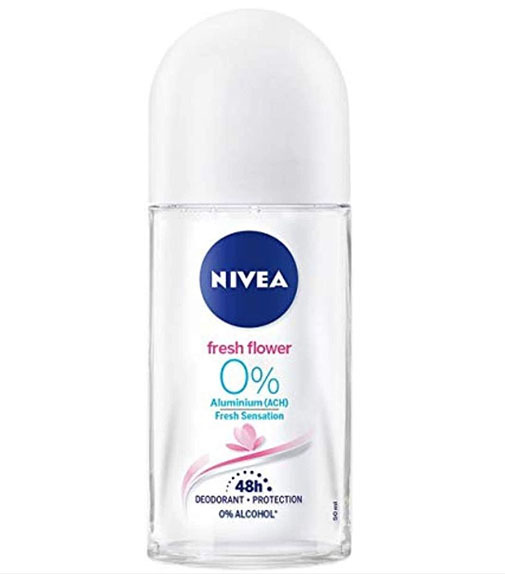 NIVEA
fresh flower
0%
Aluminium (ACH)
Fresh Sensation
48h
DEODORANT • PROTECTION
0% ALCOHOL*
50 ml